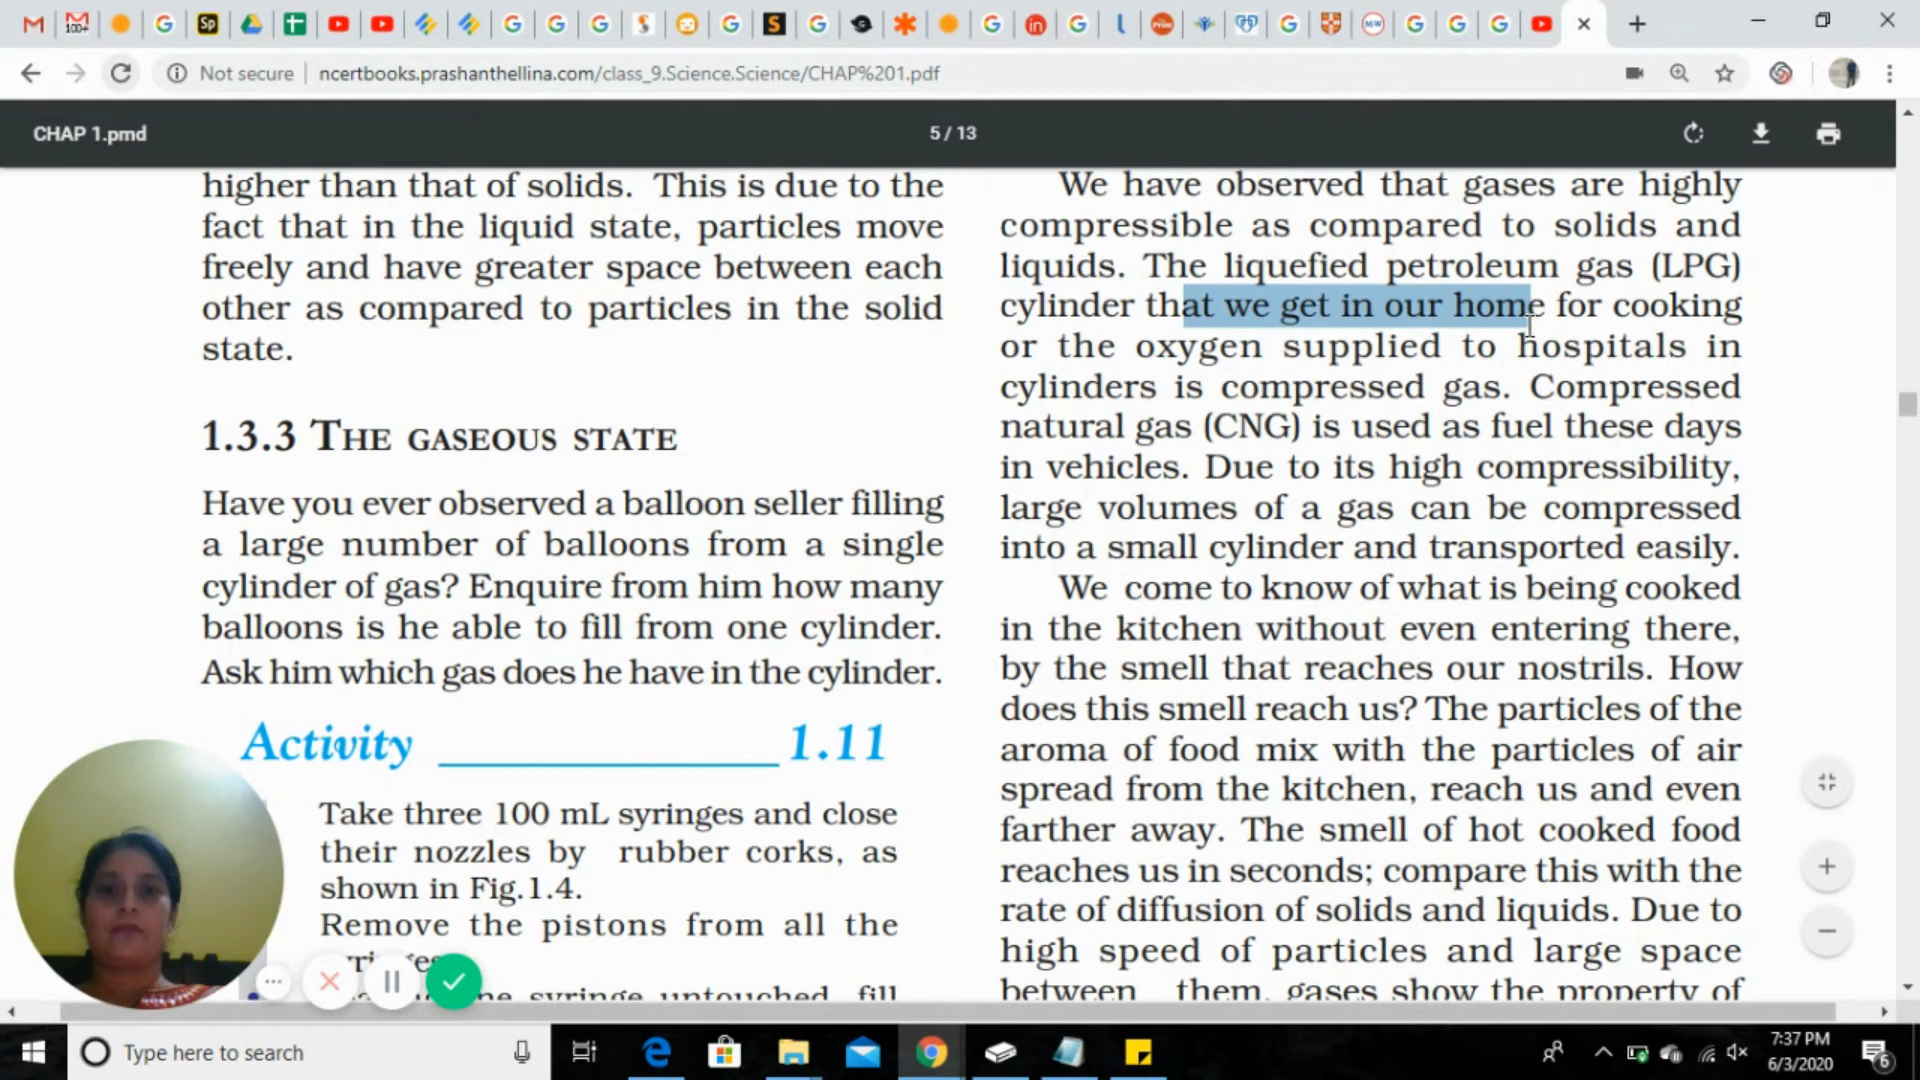 Not secure
ncertbooks.prashanthellina.com/class_9.Science.Science/CHAP%201.pdf
CHAP 1.pmd
5 / 13
higher than that of solids. This is due to the
fact that in the liquid state, particles move
freely and have greater space between each
other as compared to particles in the solid
state.
1.3.3 THE GASEOUS STATE
Have you ever observed a balloon seller filling
a large number of balloons from a single
cylinder of gas? Enquire from him how many
balloons is he able to fill from one cylinder.
Ask him which gas does he have in the cylinder.
Activity 1.11
Take three 100 mL syringes and close
their nozzles by rubber corks, as
shown in Fig.1.4.
Remove the pistons from all the
syringe untouched, fill
We have observed that gases are highly
compressible as compared to solids and
liquids. The liquefied petroleum gas (LPG)
cylinder that we get in our home for cooking
or the oxygen supplied to hospitals in
cylinders is compressed gas. Compressed
natural gas (CNG) is used as fuel these days
in vehicles. Due to its high compressibility,
large volumes of a gas can be compressed
into a small cylinder and transported easily.
We come to know of what is being cooked
in the kitchen without even entering there,
by the smell that reaches our nostrils. How
does this smell reach us? The particles of the
aroma of food mix with the particles of air
spread from the kitchen, reach us and even
farther away. The smell of hot cooked food
reaches us in seconds; compare this with the
rate of diffusion of solids and liquids. Due to
high speed of particles and large space
between them, gases show the property of
Type here to search
7:37 PM
6/3/2020
6